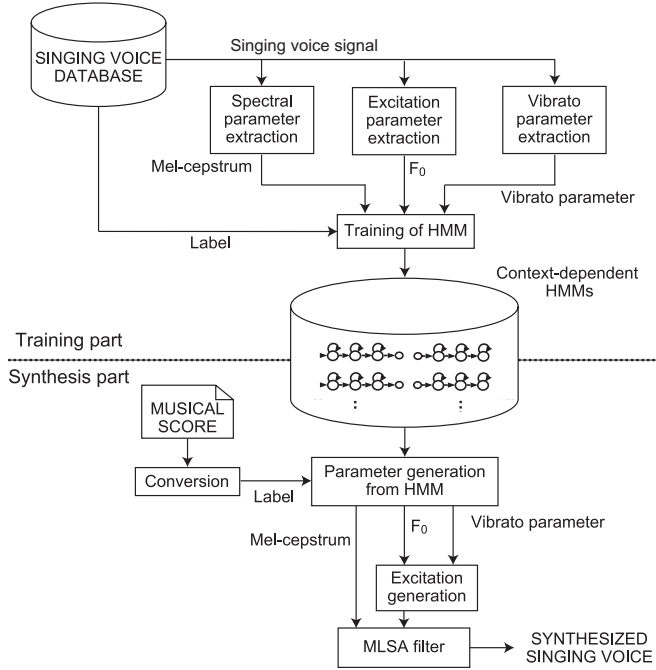 SINGING VOICE
DATABASE
Singing voice signal
Spectral
parameter
extraction
Excitation
parameter
extraction
Vibrato
parameter
extraction
Mel-cepstrum
F0
Vibrato parameter
Label
Training of HMM
Context-dependent
HMMs
Training part
Synthesis part
MUSICAL
SCORE
Conversion
Label
Parameter generation
from HMM
Mel-cepstrum
F0
Vibrato parameter
Excitation
generation
MLSA filter
SYNTHESIZED
SINGING VOICE